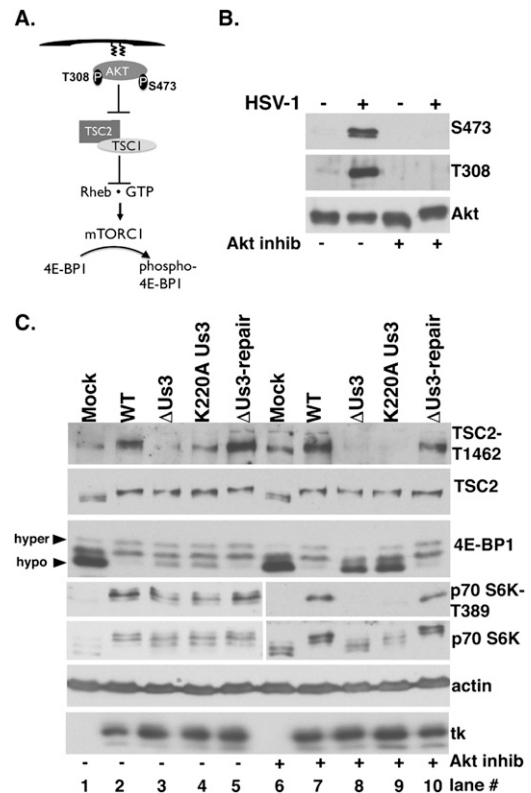 A.
AKT
T308
P
P
S473
TSC2
TSC1
Rheb • GTP
mTORC1
4E-BP1
phospho-
4E-BP1
B.
HSV-1 - + - +
S473
T308
Akt
Akt inhib - - + +
C.
Mock
WT
ΔUs3
K220A Us3
ΔUs3-repair
Mock
WT
ΔUs3
K220A Us3
ΔUs3-repair
TSC2-
T1462
TSC2
hyper
hypo
4E-BP1
p70 S6K-
T389
p70 S6K
actin
tk
- - - - - + + + + + Akt inhib
1 2 3 4 5 6 7 8 9 10 lane #